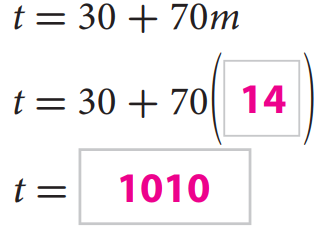 t = 30 + 70m
t = 30 + 70(14)
t = 1010